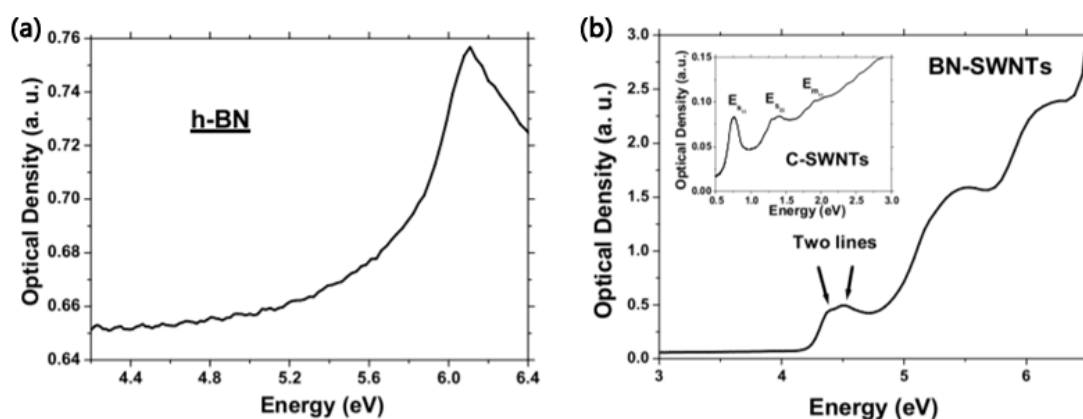 (a)
0.76
0.74
0.72
0.70
0.68
0.66
0.64
Optical Density (a. u.)
h-BN
4.4 4.8 5.2 5.6 6.0 6.4
Energy (eV)
(b)
3.0
2.5
2.0
1.5
1.0
0.5
0.0
Optical Density (a.u.)
BN-SWNTs
0.15
0.10
0.05
0.00
Optical Density (a.u.)
C-SWNTs
0.5 1.0 1.5 2.0 2.5 3.0
Energy (eV)
Two lines
3 4 5 6
Energy (eV)